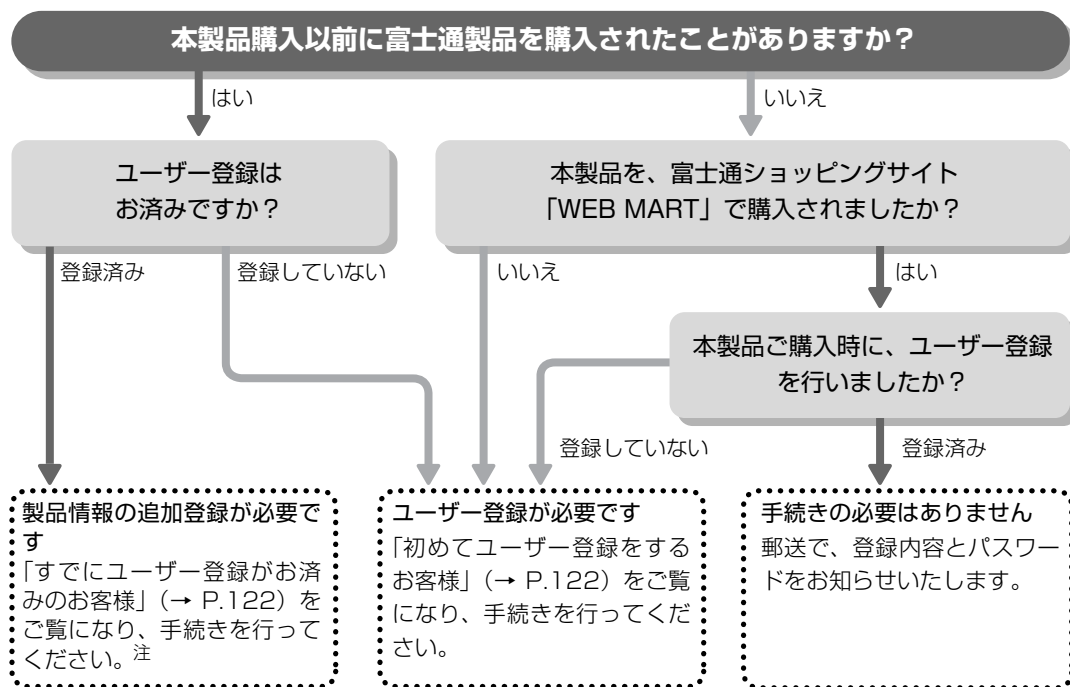 本製品購入以前に富士通製品を購入されたことがありますか？
はい
いいえ
ユーザー登録は
お済みですか？
本製品を、富士通ショッピングサイト
「WEB MART」で購入されましたか？
登録済み
登録していない
いいえ
はい
本製品ご購入時に、ユーザー登録
を行いましたか？
登録していない
登録済み
製品情報の追加登録が必要で
す
「すでにユーザー登録がお済
みのお客様」（→ P.122）を
ご覧になり、手続きを行って
ください。注
ユーザー登録が必要です
「初めてユーザー登録をする
お客様」（→ P.122）をご覧
になり、手続きを行ってくだ
さい。
手続きの必要はありません
郵送で、登録内容とパスワー
ドをお知らせいたします。